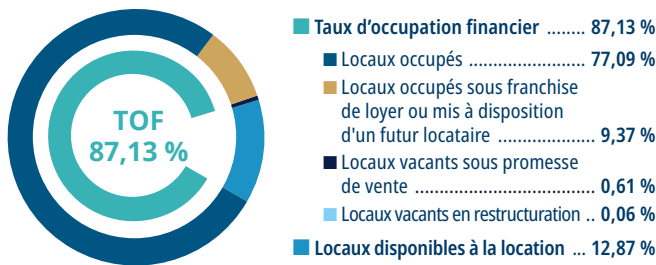 TOF
87,13 %
Taux d’occupation financier ........ 87,13 %
Locaux occupés ...................... 77,09 %
Locaux occupés sous franchise
de loyer ou mis à disposition
d'un futur locataire .................. 9,37 %
Locaux vacants sous promesse
de vente .................................... 0,61 %
Locaux vacants en restructuration .. 0,06 %
Locaux disponibles à la location ... 12,87 %